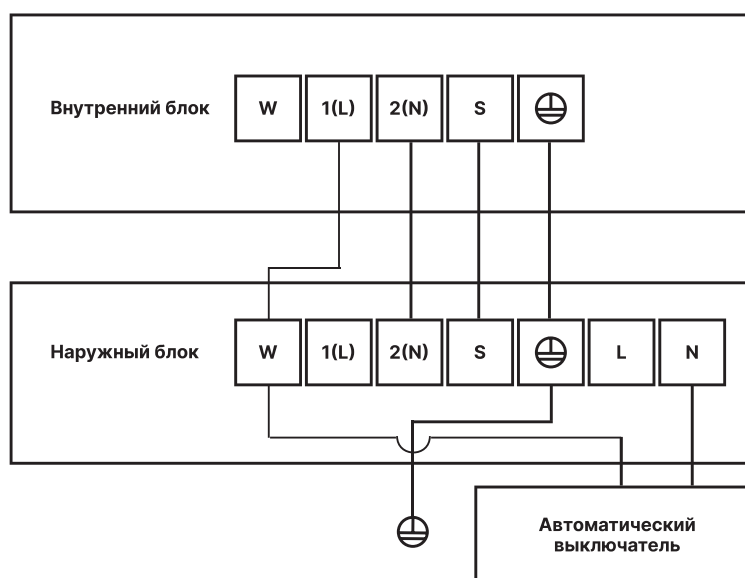 Внутренний блок W 1(L) 2(N) S
Наружный блок W 1(L) 2(N) S L N
Автоматический
выключатель